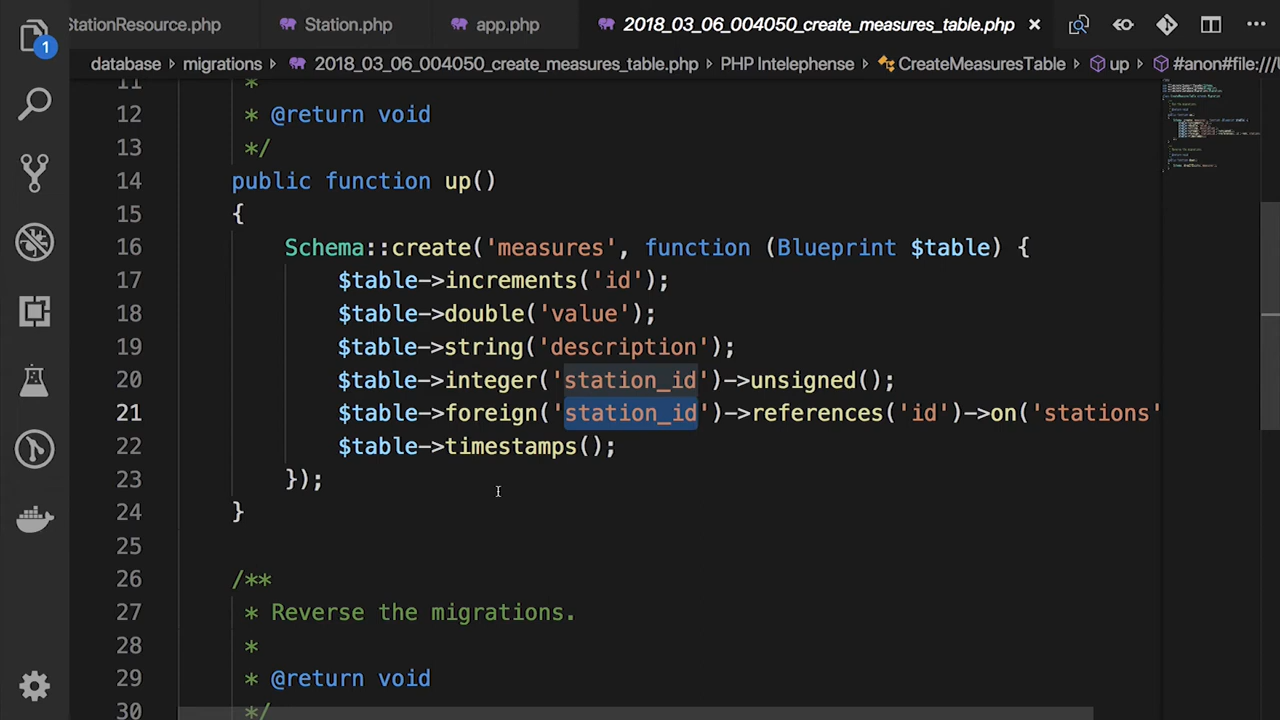 StationResource.php Station.php app.php 2018_03_06_004050_create_measures_table.php
1
database > migrations > 2018_03_06_004050_create_measures_table.php > PHP Intelephense > CreateMeasuresTable > up > #anon#file:///
11 *
12 * @return void
13 */
14 public function up()
15 {
16 Schema::create('measures', function (Blueprint $table) {
17 $table->increments('id');
18 $table->double('value');
19 $table->string('description');
20 $table->integer('station_id')->unsigned();
21 $table->foreign('station_id')->references('id')->on('stations'
22 $table->timestamps();
23 });
24 }
25
26 /**
27 * Reverse the migrations.
28 *
29 * @return void
30 */